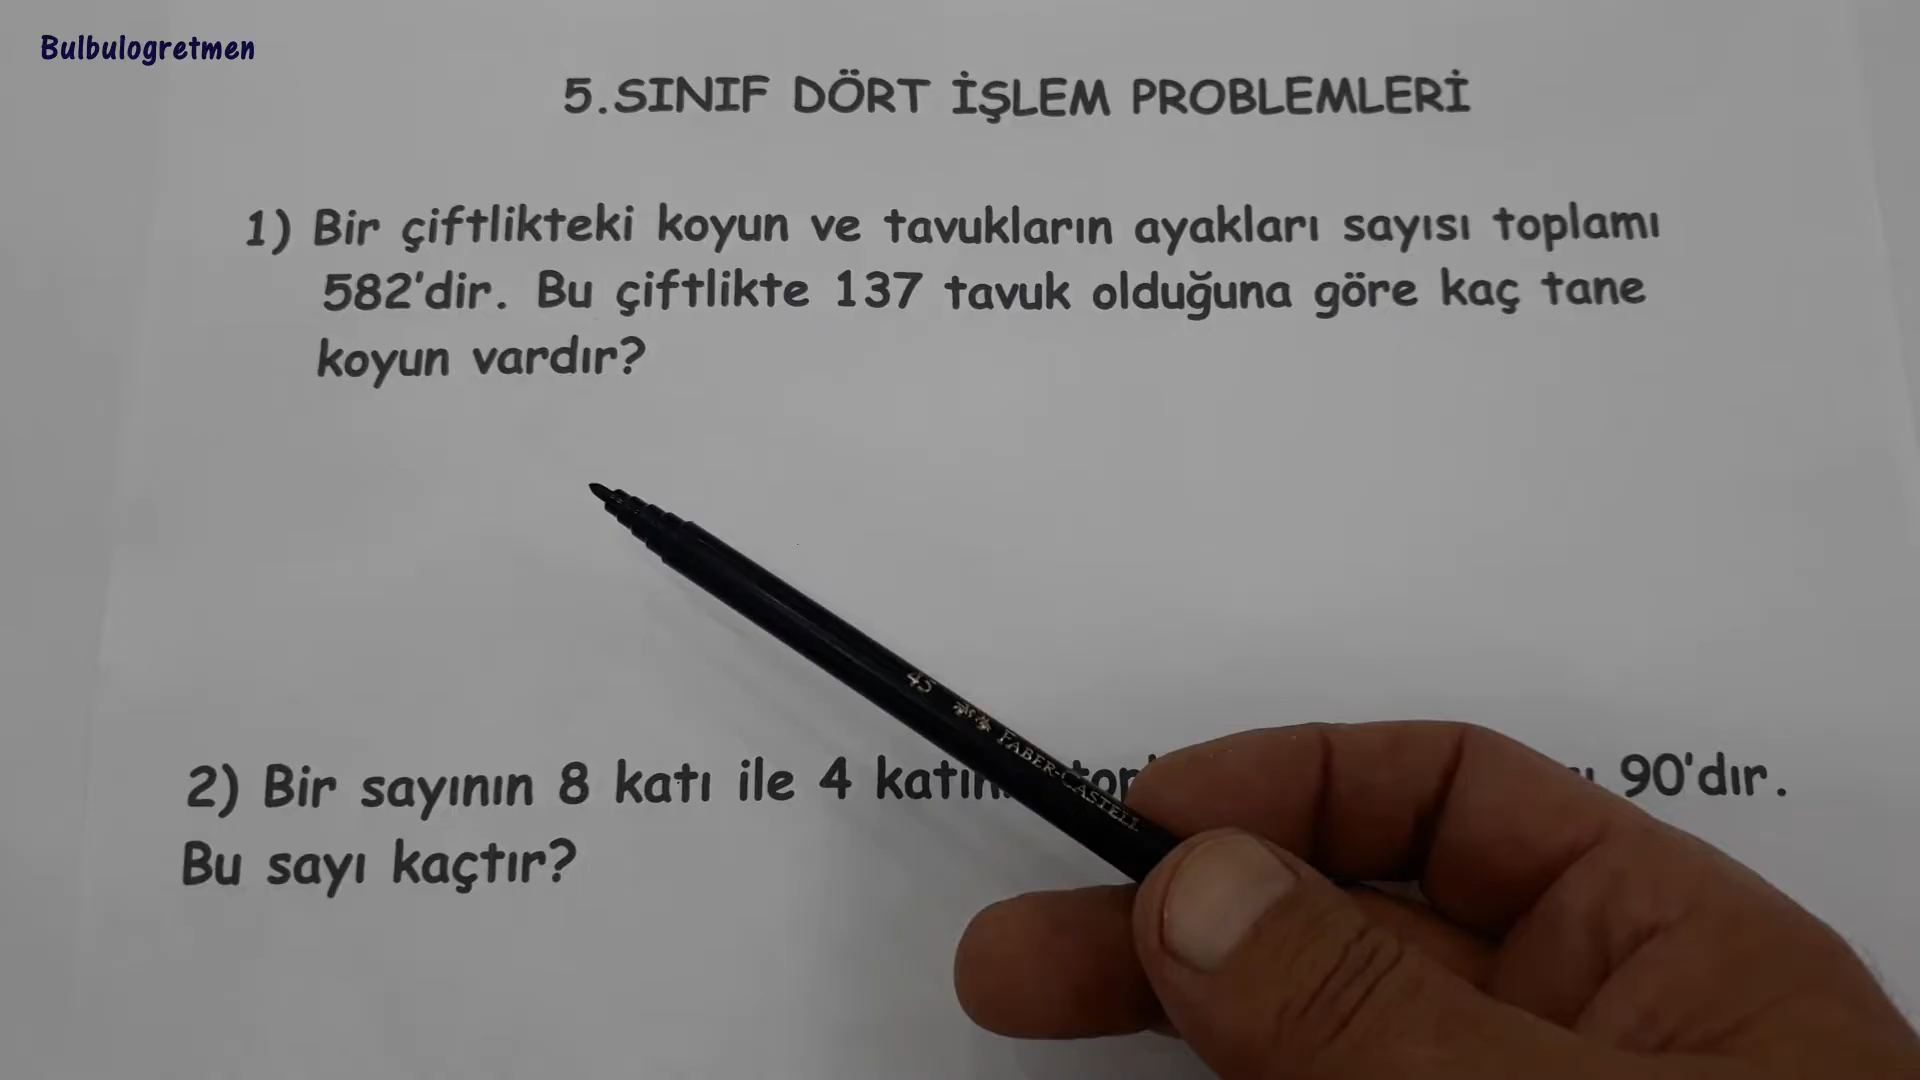 Bulbulogretmen
5.SINIF DÖRT İŞLEM PROBLEMLERİ
1) Bir çiftlikteki koyun ve tavukların ayakları sayısı toplamı
582'dir. Bu çiftlikte 137 tavuk olduğuna göre kaç tane
koyun vardır?
45 FABER-CASTELL
2) Bir sayının 8 katı ile 4 90'dır.
Bu sayı kaçtır?